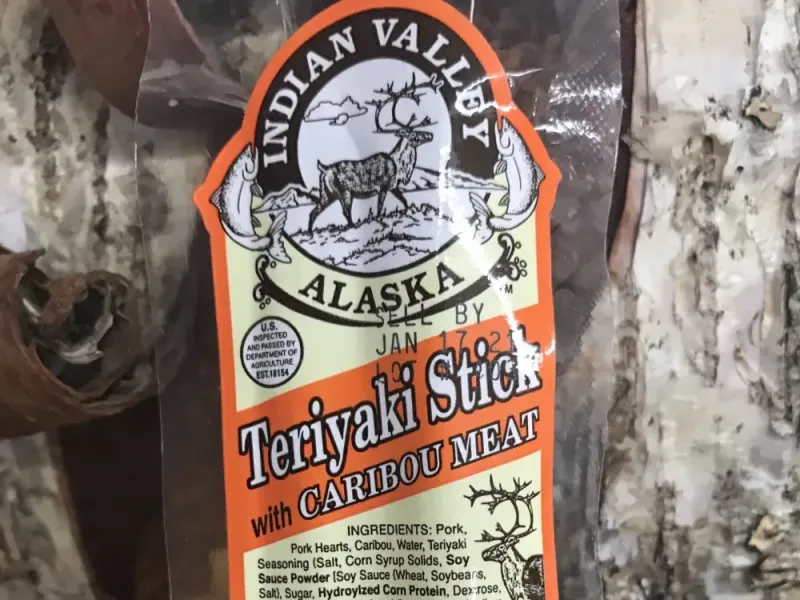 INDIAN VALLEY
ALASKA
TM
SELL BY
JAN 17 21
U.S.
INSPECTED
AND PASSED BY
DEPARTMENT OF
AGRICULTURE
EST.18154
Teriyaki Stick
with CARIBOU MEAT
INGREDIENTS: Pork,
Pork Hearts, Caribou, Water, Teriyaki
Seasoning (Salt, Corn Syrup Solids, Soy
Sauce Powder [Soy Sauce (Wheat, Soybeans,
Salt), Sugar, Hydroylzed Corn Protein, Dextrose,